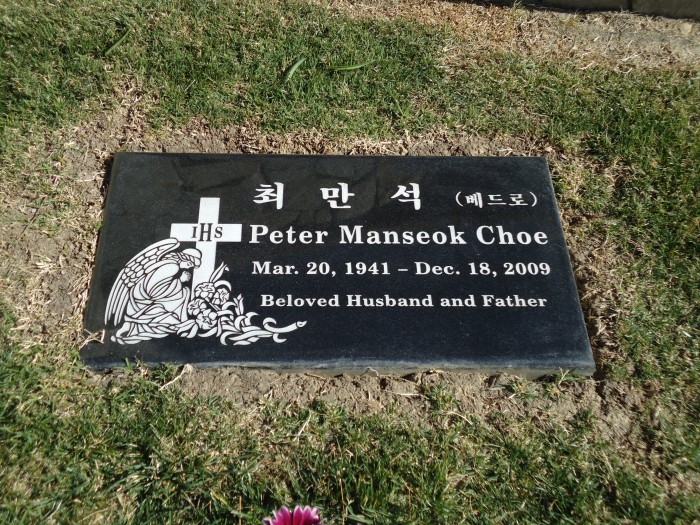 최 만 석 (베드로)
IHS
Peter Manseok Choe
Mar. 20, 1941 – Dec. 18, 2009
Beloved Husband and Father